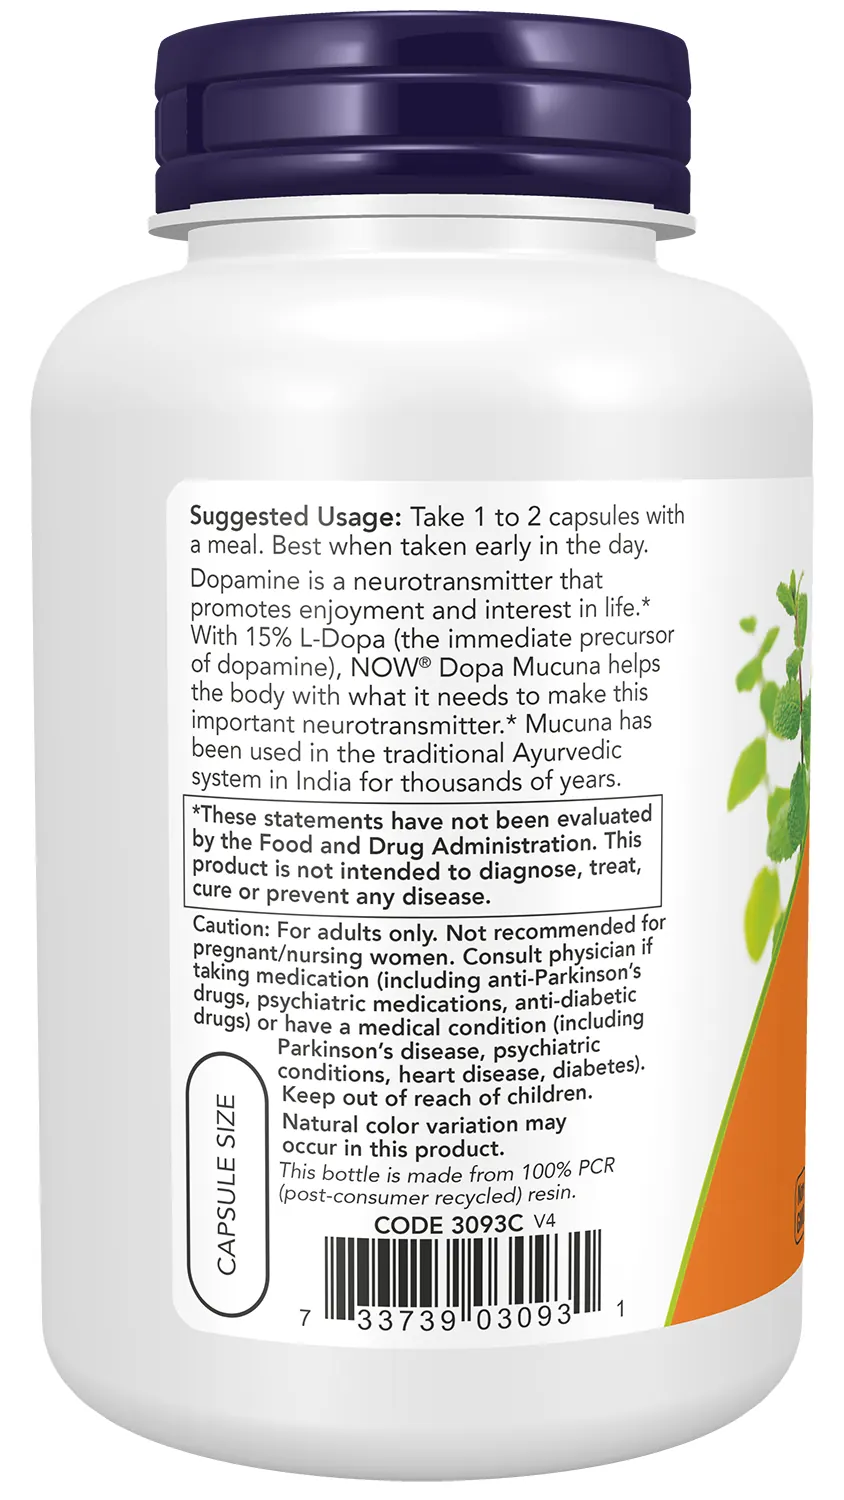 Suggested Usage: Take 1 to 2 capsules with
a meal. Best when taken early in the day.
Dopamine is a neurotransmitter that
promotes enjoyment and interest in life.*
With 15% L-Dopa (the immediate precursor
of dopamine), NOW® Dopa Mucuna helps
the body with what it needs to make this
important neurotransmitter.* Mucuna has
been used in the traditional Ayurvedic
system in India for thousands of years.
*These statements have not been evaluated
by the Food and Drug Administration. This
product is not intended to diagnose, treat,
cure or prevent any disease.
Caution: For adults only. Not recommended for
pregnant/nursing women. Consult physician if
taking medication (including anti-Parkinson's
drugs, psychiatric medications, anti-diabetic
drugs) or have a medical condition (including
Parkinson's disease, psychiatric
conditions, heart disease, diabetes).
Keep out of reach of children.
Natural color variation may
occur in this product.
This bottle is made from 100% PCR
(post-consumer recycled) resin.
CAPSULE SIZE
CODE 3093C V4
7 33739 03093 1